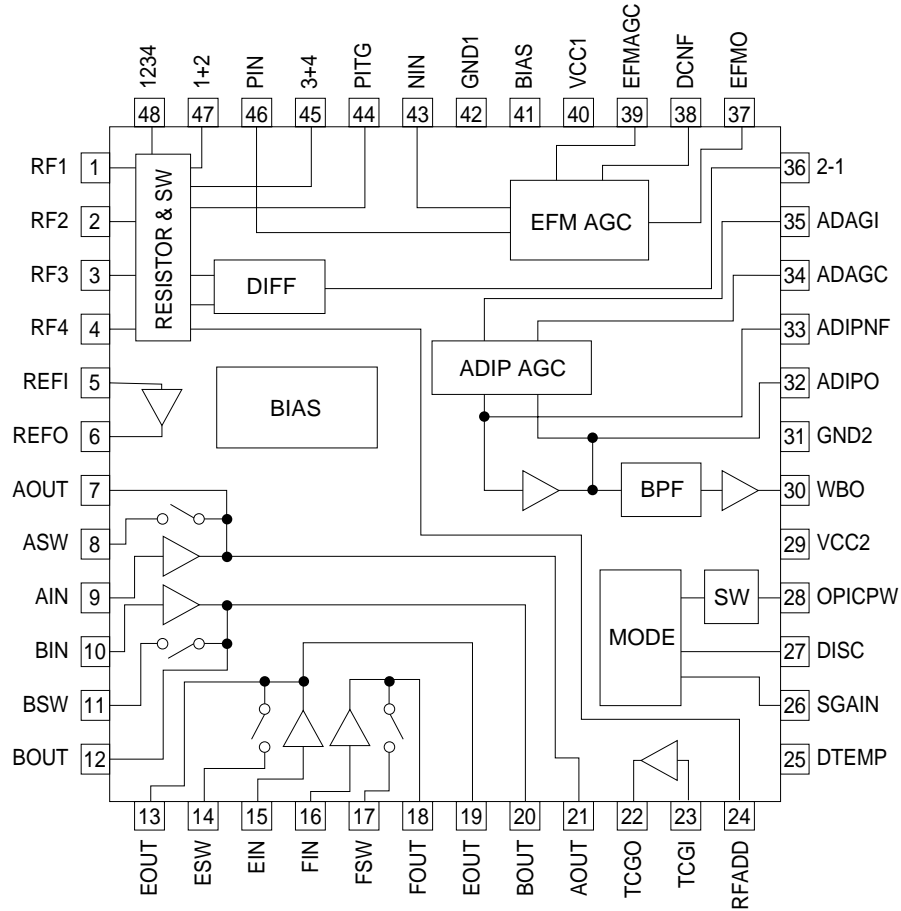 1234
1+2
PIN
3+4
PITG
NIN
GND1
BIAS
VCC1
EFMAGC
DCNF
EFMO
48
47
46
45
44
43
42
41
40
39
38
37
RF1 1
RF2 2
RF3 3
RF4 4
REFI 5
REFO 6
AOUT 7
ASW 8
AIN 9
BIN 10
BSW 11
BOUT 12
RESISTOR & SW
DIFF
EFM AGC
ADIP AGC
BIAS
BPF
SW
MODE
36 2-1
35 ADAGI
34 ADAGC
33 ADIPNF
32 ADIPO
31 GND2
30 WBO
29 VCC2
28 OPICPW
27 DISC
26 SGAIN
25 DTEMP
13
14
15
16
17
18
19
20
21
22
23
24
EOUT
ESW
EIN
FIN
FSW
FOUT
EOUT
BOUT
AOUT
TCGO
TCGI
RFADD